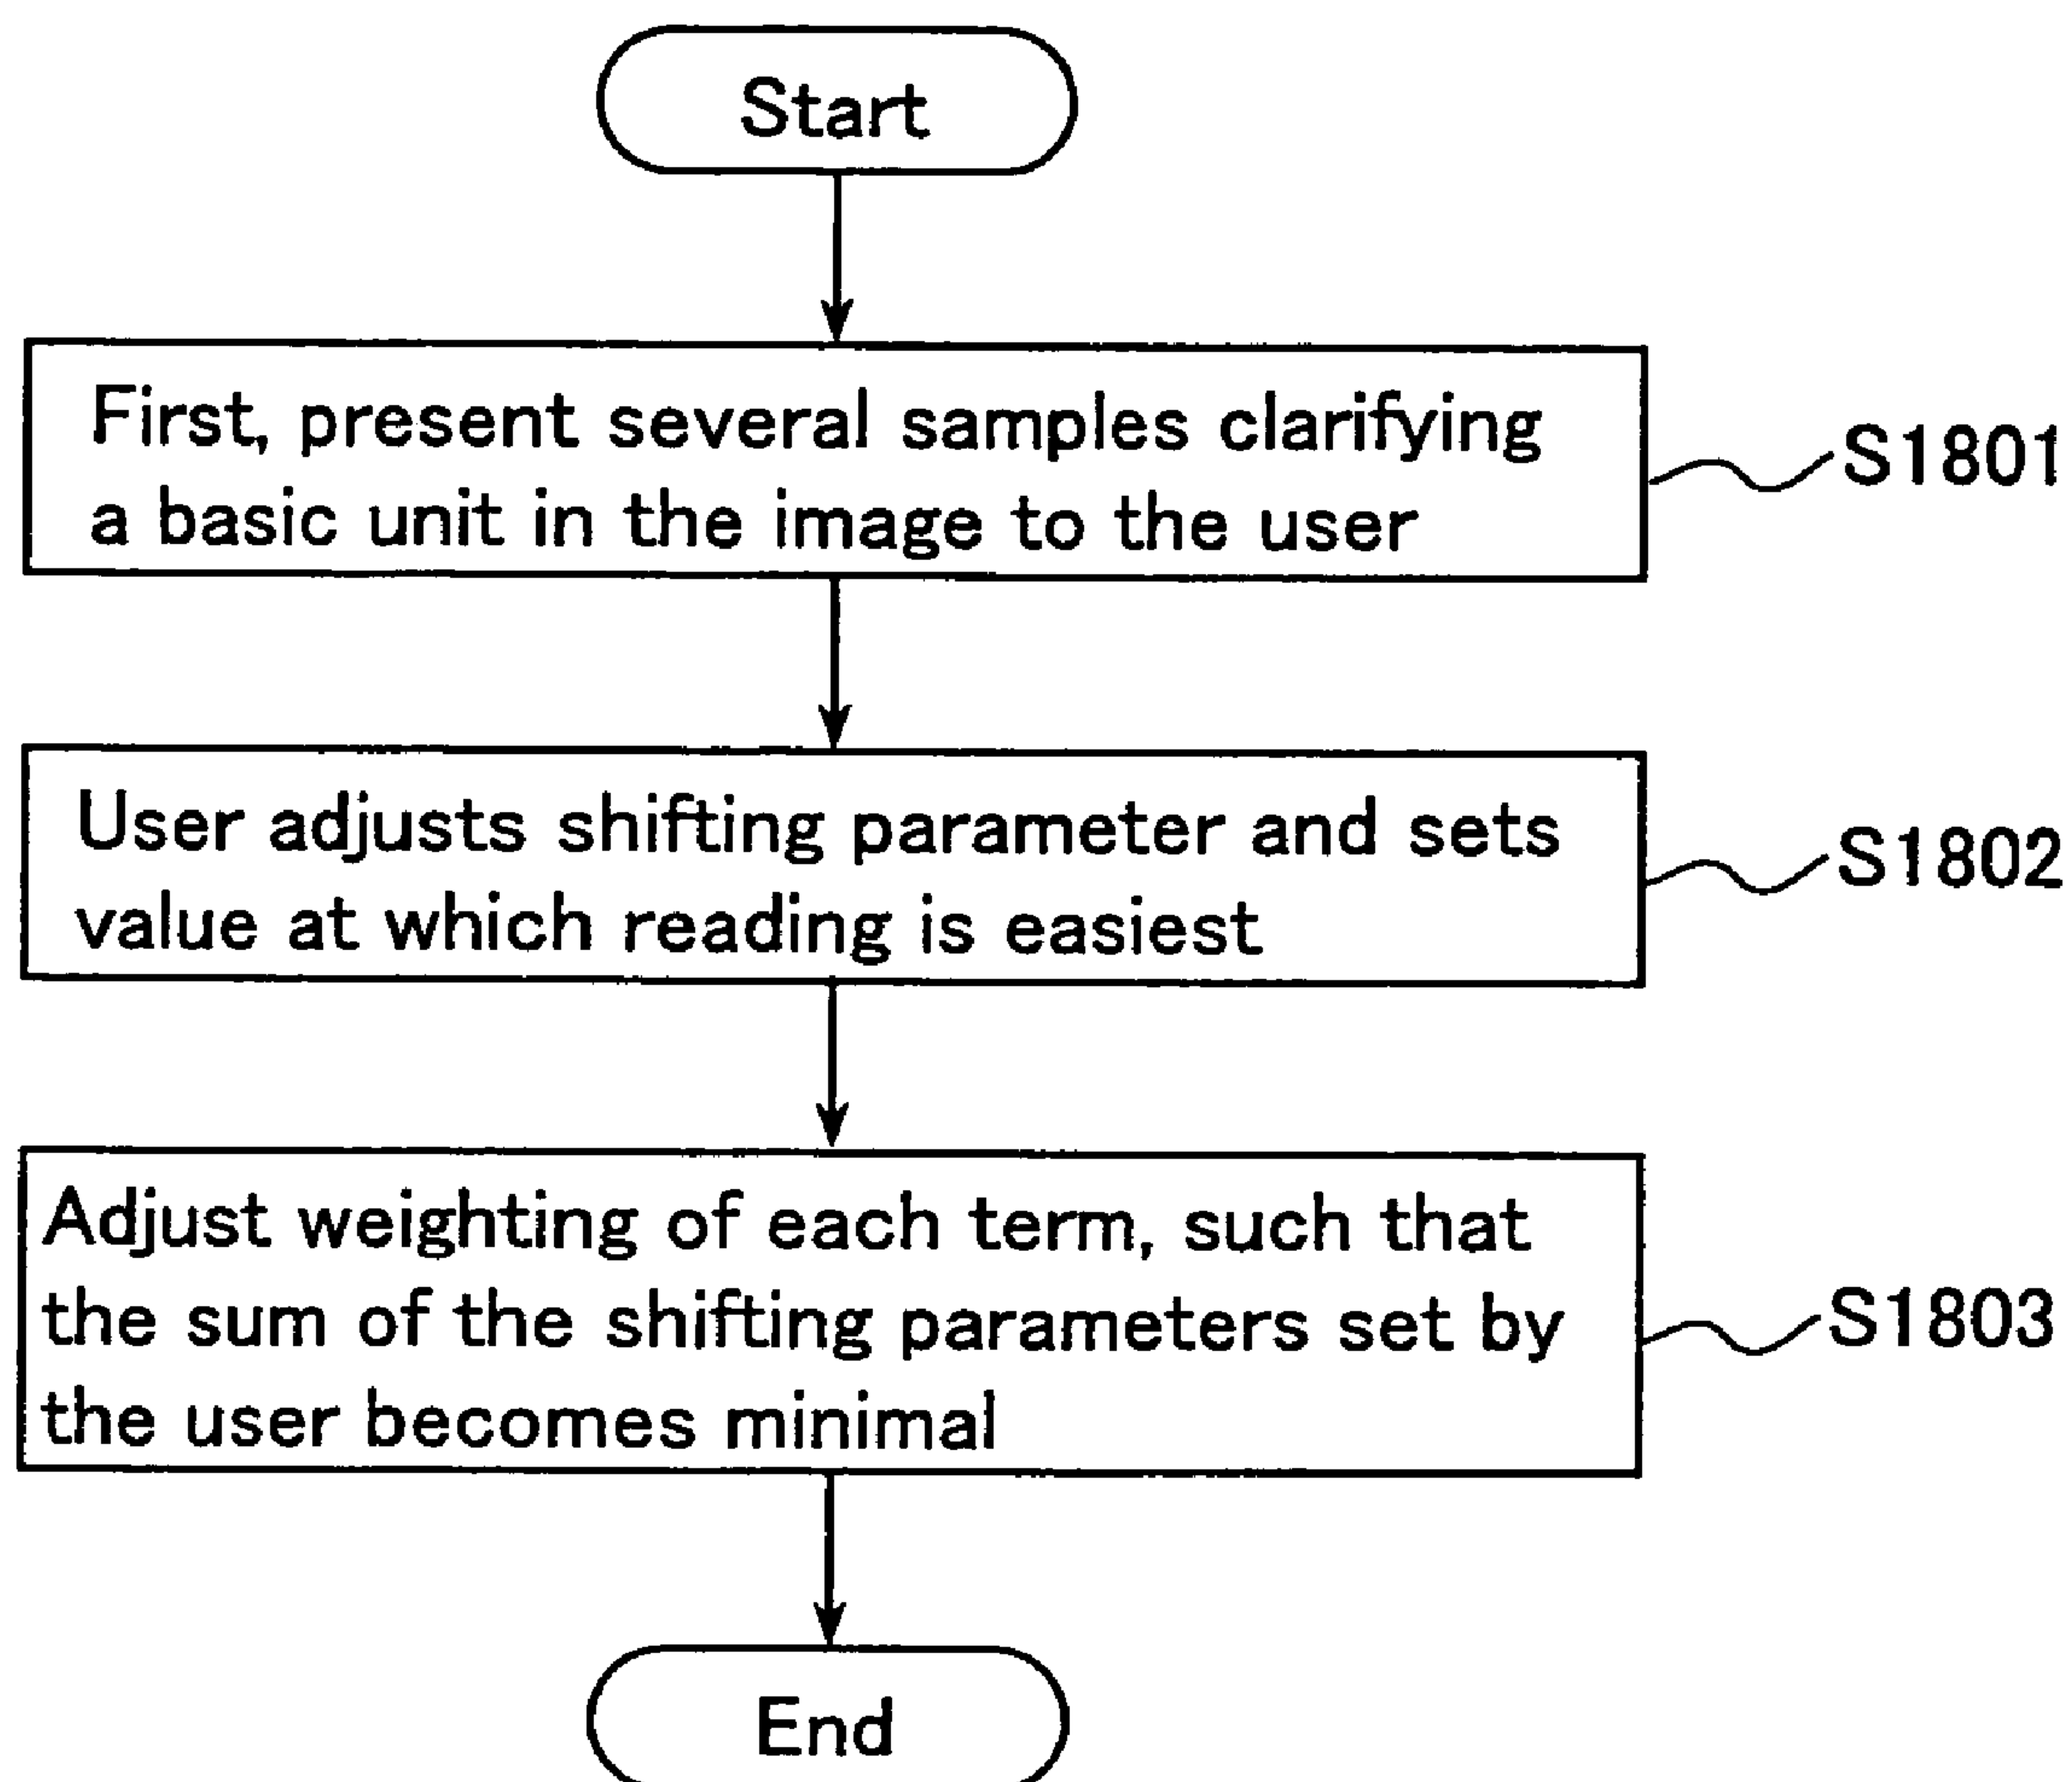 Start
First, present several samples clarifying
a basic unit in the image to the user
S1801
User adjusts shifting parameter and sets
value at which reading is easiest
S1802
Adjust weighting of each term, such that
the sum of the shifting parameters set by
the user becomes minimal
S1803
End